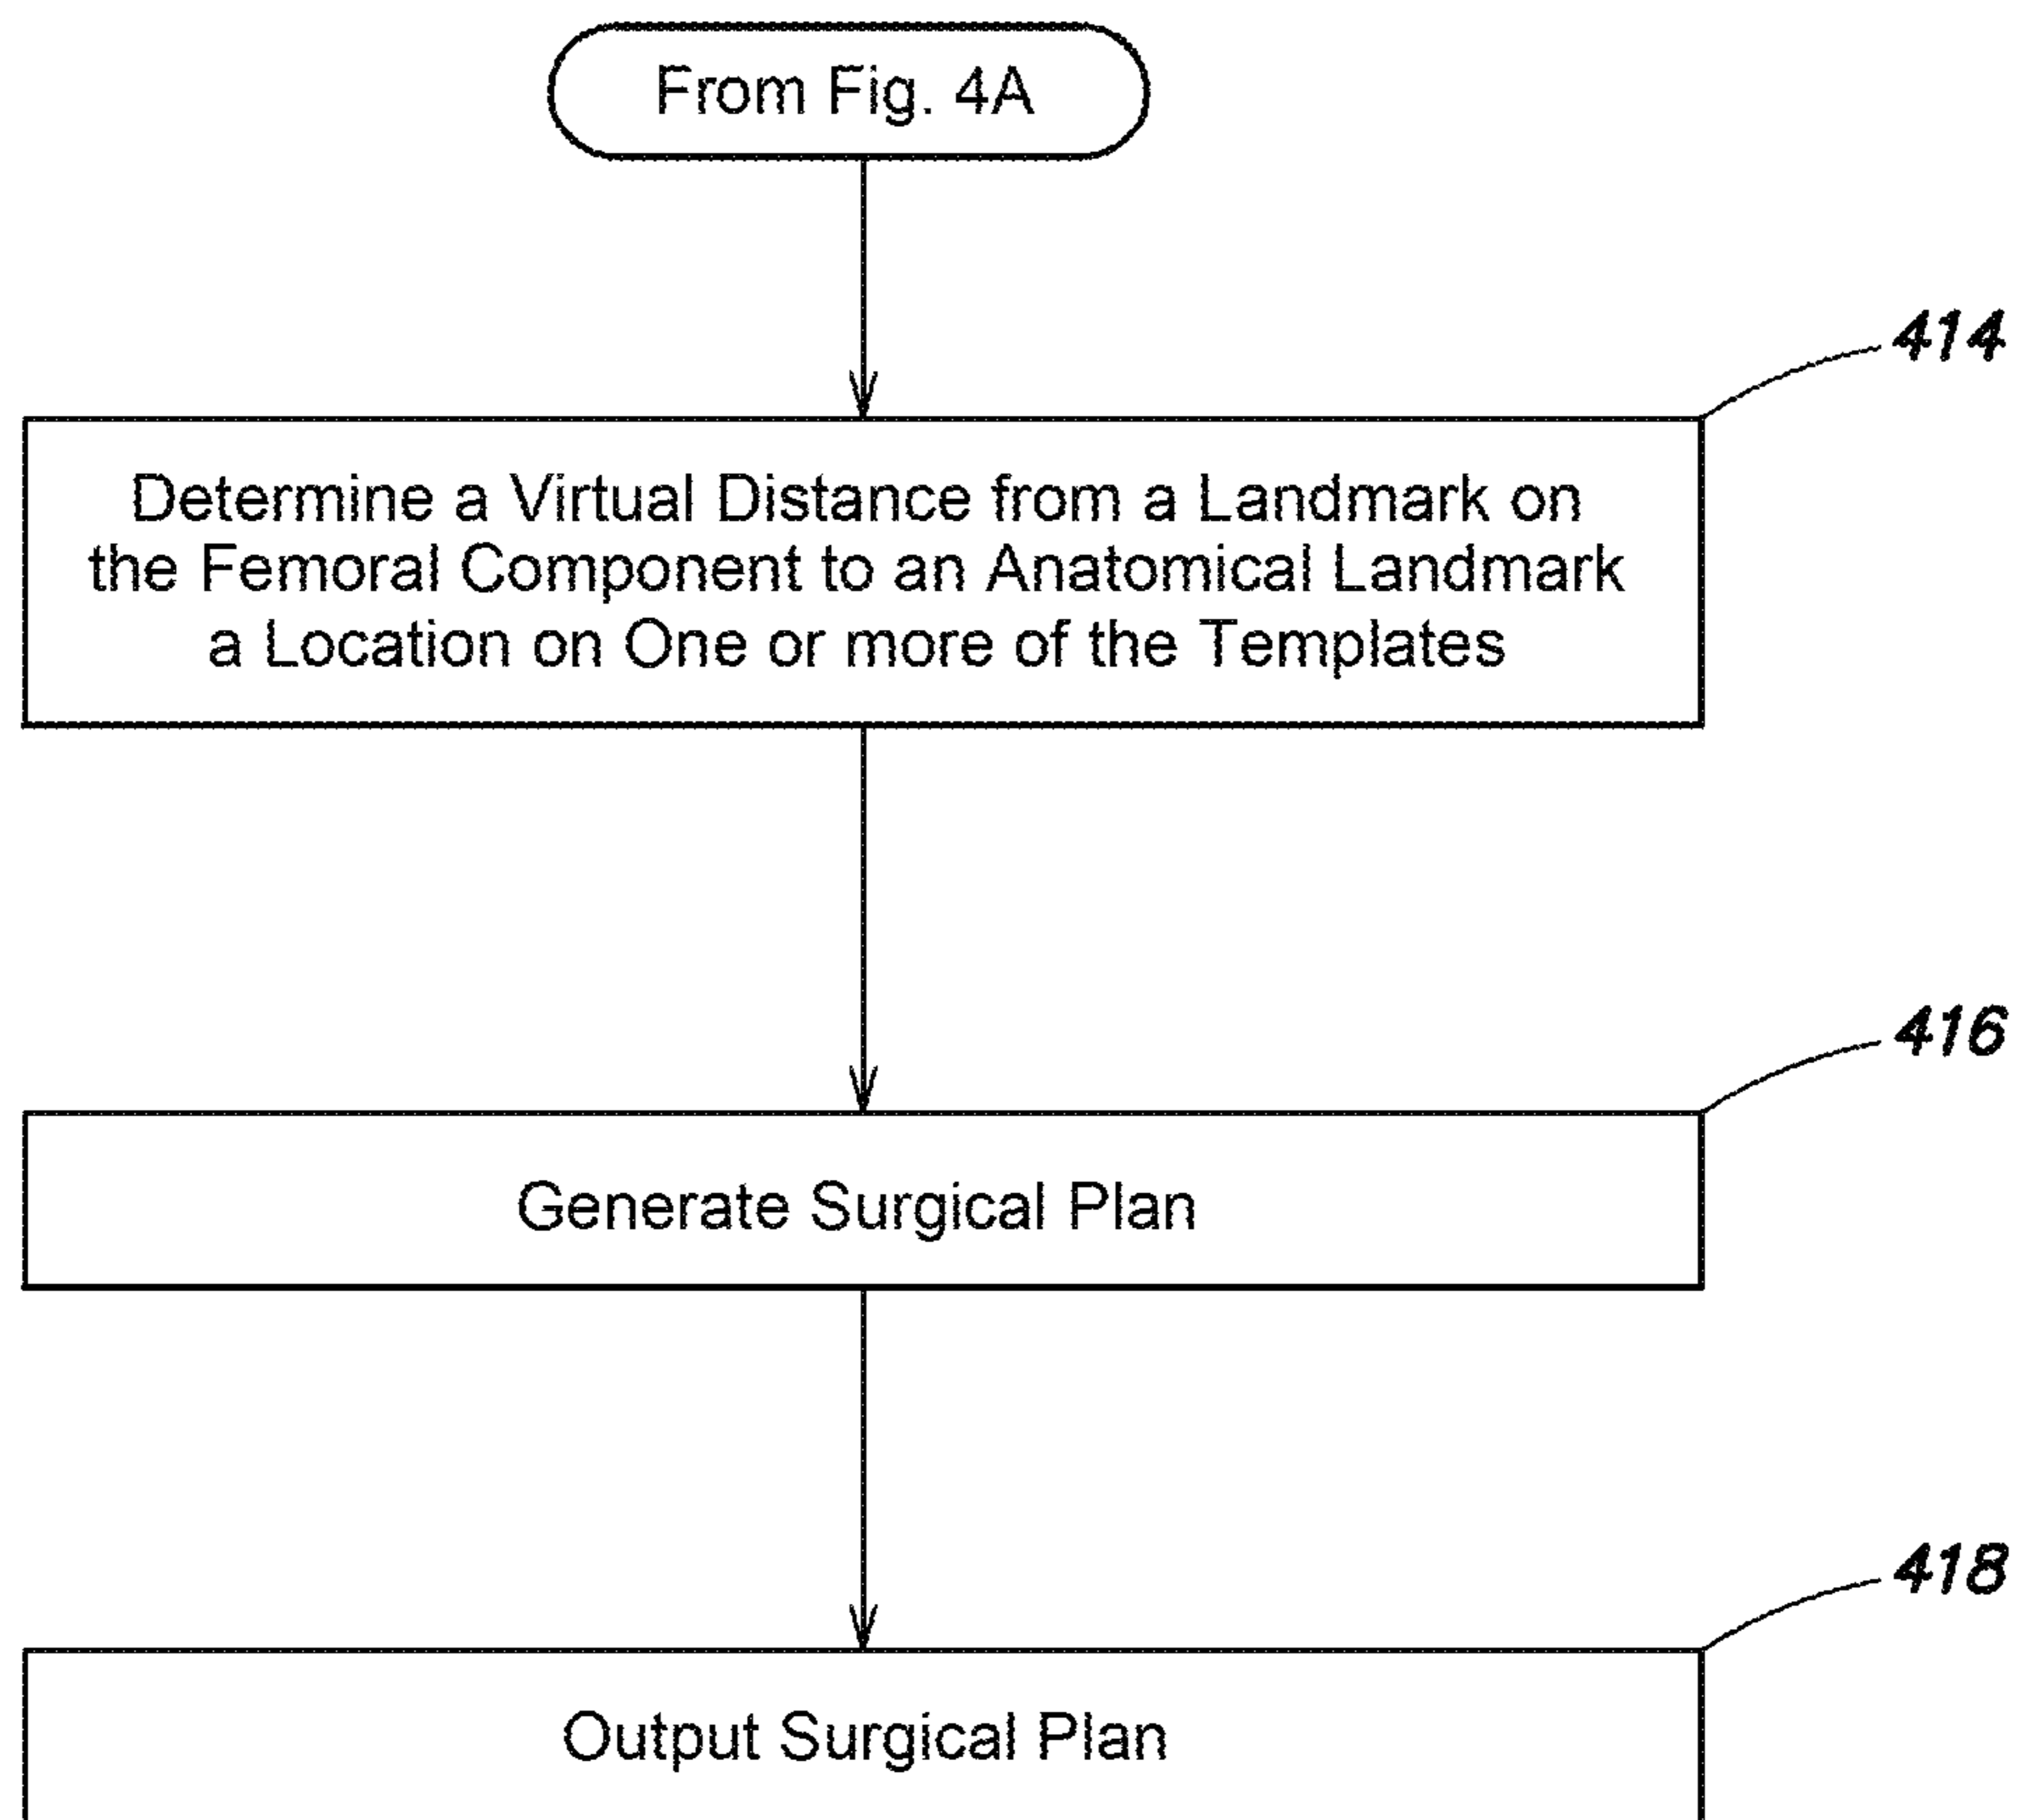 From Fig. 4A
414
Determine a Virtual Distance from a Landmark on
the Femoral Component to an Anatomical Landmark
a Location on One or more of the Templates
416
Generate Surgical Plan
418
Output Surgical Plan